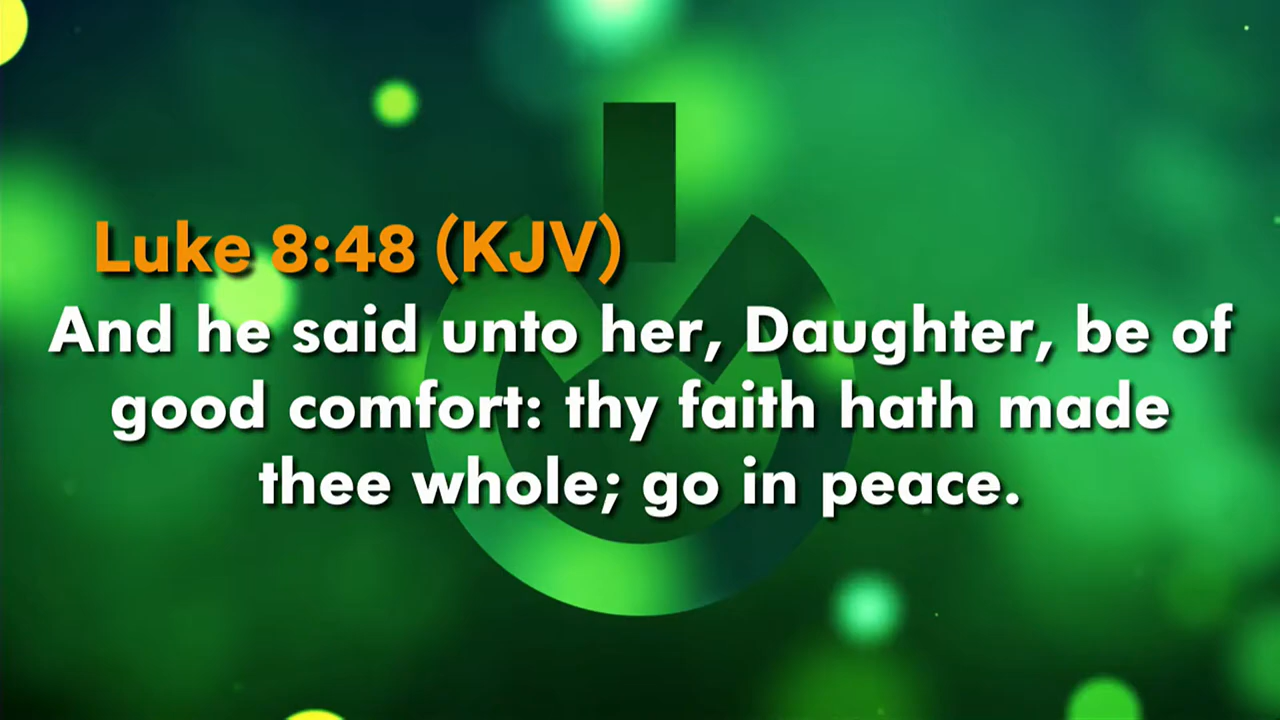 Luke 8:48 (KJV)
And he said unto her, Daughter, be of
good comfort: thy faith hath made
thee whole; go in peace.